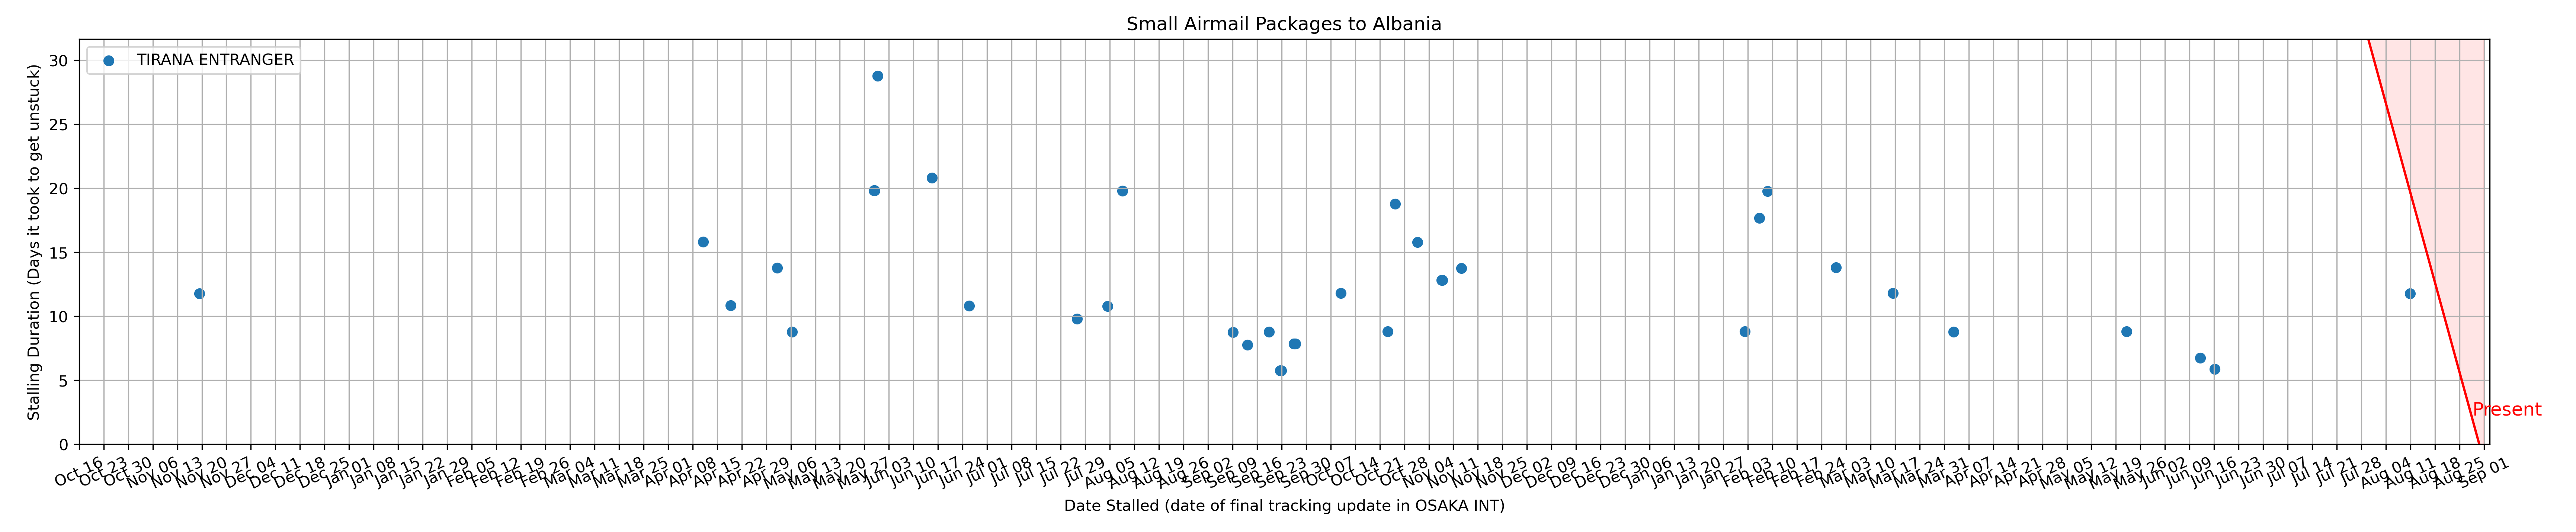 Small Airmail Packages to Albania
TIRANA ENTRANGER
Stalling Duration (Days it took to get unstuck)
30
25
20
15
10
5
0
Present
Oct 16 Oct 23 Oct 30 Nov 06 Nov 13 Nov 20 Nov 27 Dec 04 Dec 11 Dec 18 Dec 25 Jan 01 Jan 08 Jan 15 Jan 22 Jan 29 Feb 05 Feb 12 Feb 19 Feb 26 Mar 04 Mar 11 Mar 18 Mar 25 Apr 01 Apr 08 Apr 15 Apr 22 Apr 29 May 06 May 13 May 20 May 27 Jun 03 Jun 10 Jun 17 Jun 24 Jul 01 Jul 08 Jul 15 Jul 22 Jul 29 Aug 05 Aug 12 Aug 19 Aug 26 Sep 02 Sep 09 Sep 16 Sep 23 Sep 30 Oct 07 Oct 14 Oct 21 Oct 28 Nov 04 Nov 11 Nov 18 Nov 25 Dec 02 Dec 09 Dec 16 Dec 23 Dec 30 Jan 06 Jan 13 Jan 20 Jan 27 Feb 03 Feb 10 Feb 17 Feb 24 Mar 03 Mar 10 Mar 17 Mar 24 Mar 31 Apr 07 Apr 14 Apr 21 Apr 28 May 05 May 12 May 19 May 26 Jun 02 Jun 09 Jun 16 Jun 23 Jun 30 Jul 07 Jul 14 Jul 21 Jul 28 Aug 04 Aug 11 Aug 18 Aug 25 Sep 01
Date Stalled (date of final tracking update in OSAKA INT)